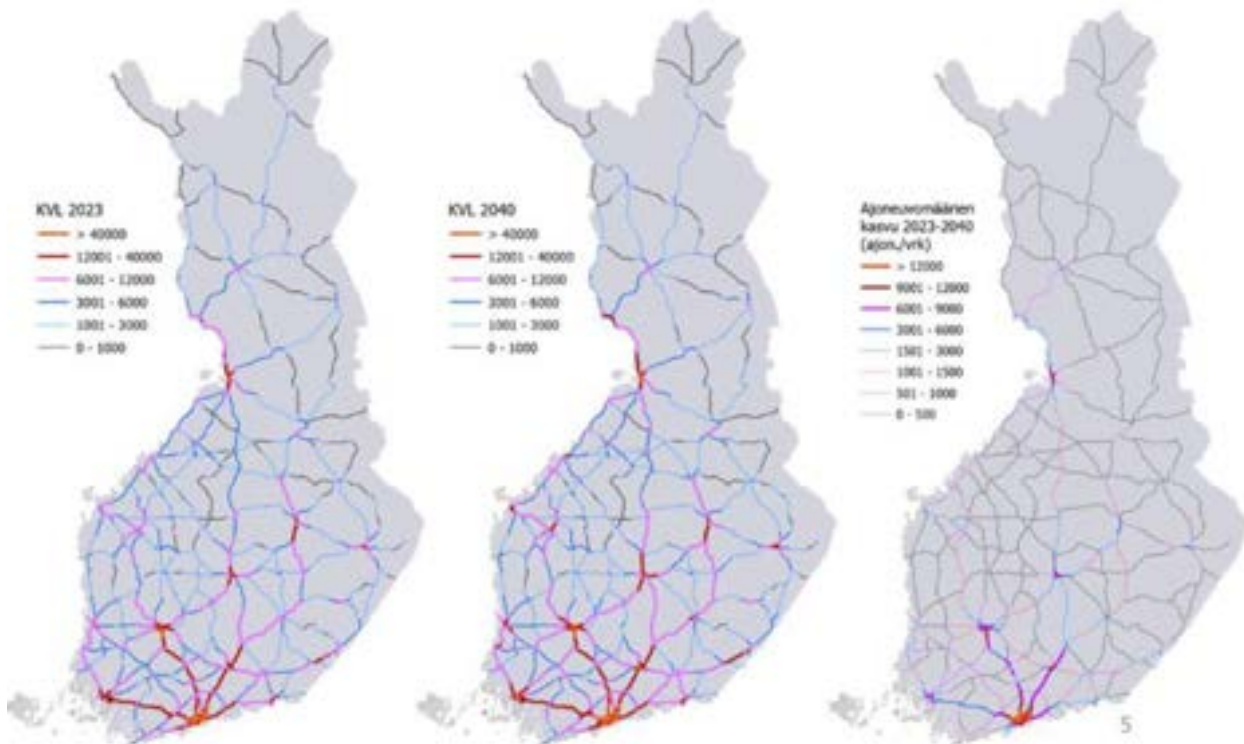 KVL 2023
> 40000
12001 - 40000
6001 - 12000
3001 - 6000
1001 - 3000
0 - 1000
KVL 2040
> 40000
12001 - 40000
6001 - 12000
3001 - 6000
1001 - 3000
0 - 1000
Ajoneuvomäärien
kasvu 2023-2040
(ajon./vrk)
> 12000
9001 - 12000
6001 - 9000
3001 - 6000
1501 - 3000
1001 - 1500
501 - 1000
0 - 500
5